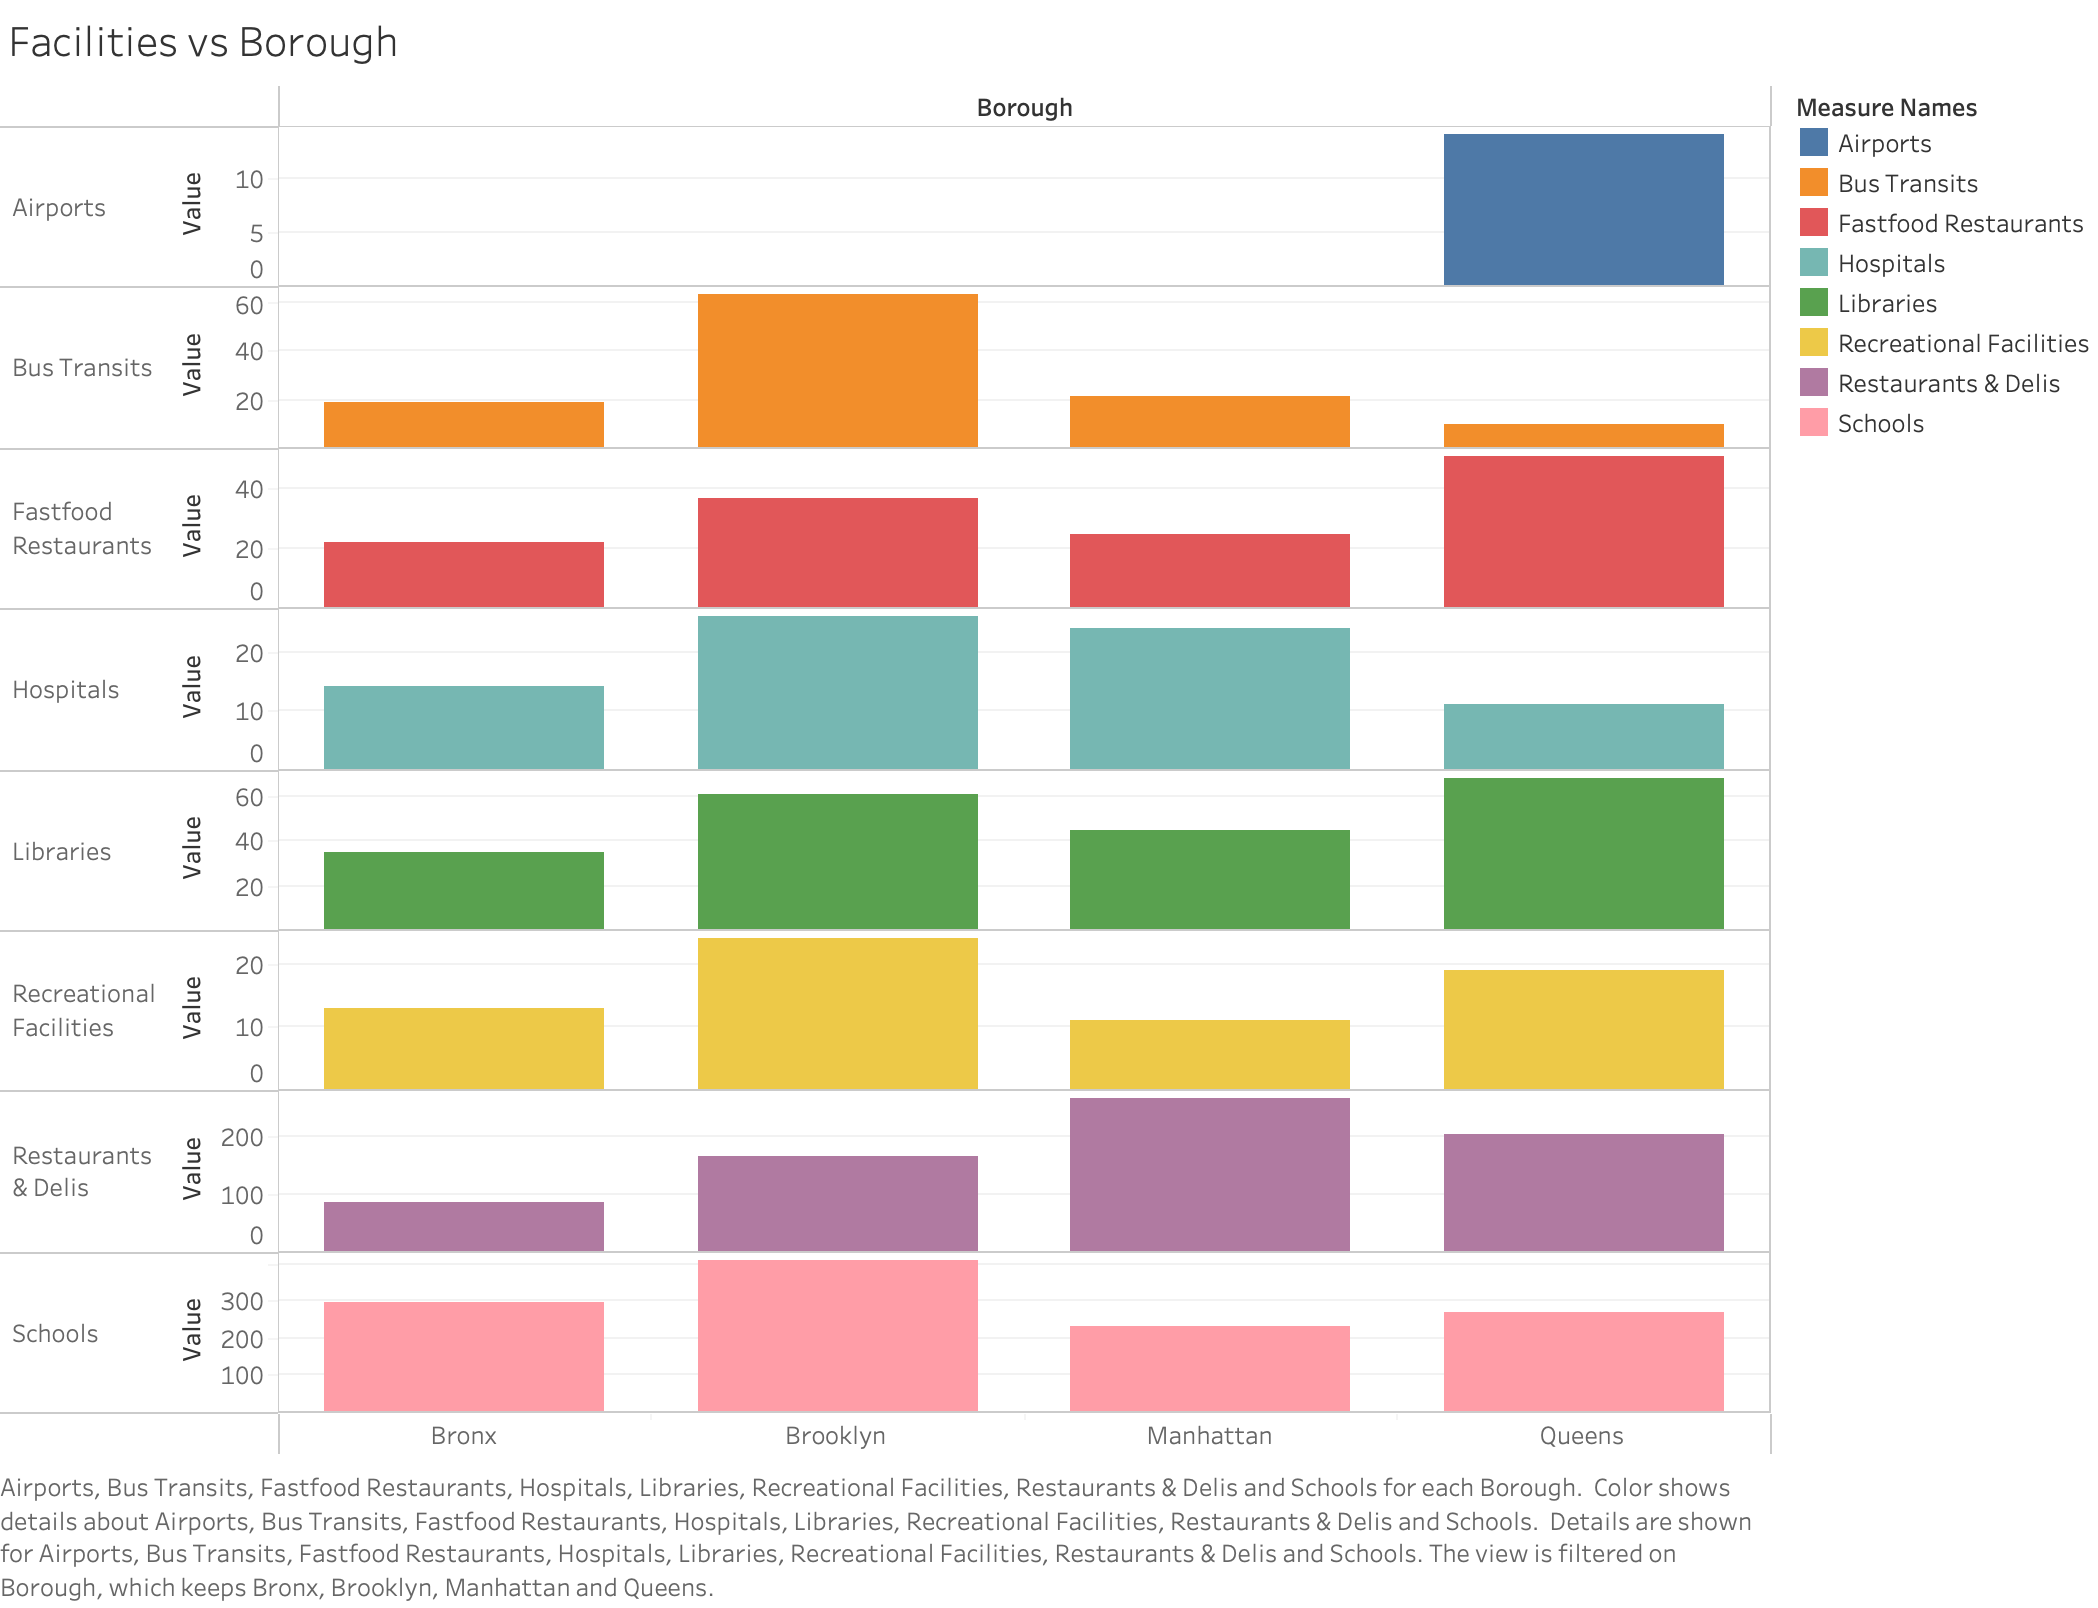 Facilities vs Borough
Borough
Measure Names
Airports
Bus Transits
Fastfood Restaurants
Hospitals
Libraries
Recreational Facilities
Restaurants & Delis
Schools
Airports
Value
10
5
0
Bus Transits
Value
60
40
20
Fastfood
Restaurants
Value
40
20
0
Hospitals
Value
20
10
0
Libraries
Value
60
40
20
Recreational
Facilities
Value
20
10
0
Restaurants
& Delis
Value
200
100
0
Schools
Value
300
200
100
Bronx Brooklyn Manhattan Queens
Airports, Bus Transits, Fastfood Restaurants, Hospitals, Libraries, Recreational Facilities, Restaurants & Delis and Schools for each Borough.  Color shows
details about Airports, Bus Transits, Fastfood Restaurants, Hospitals, Libraries, Recreational Facilities, Restaurants & Delis and Schools.  Details are shown
for Airports, Bus Transits, Fastfood Restaurants, Hospitals, Libraries, Recreational Facilities, Restaurants & Delis and Schools. The view is filtered on
Borough, which keeps Bronx, Brooklyn, Manhattan and Queens.